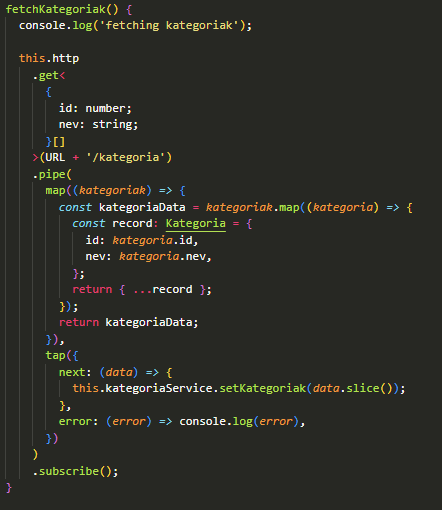 fetchKategoriak() {
  console.log('fetching kategoriak');

  this.http
    .get<
      {
        id: number;
        nev: string;
      }[]
    >(URL + '/kategoria')
    .pipe(
      map((kategoriak) => {
        const kategoriaData = kategoriak.map((kategoria) => {
          const record: Kategoria = {
            id: kategoria.id,
            nev: kategoria.nev,
          };
          return { ...record };
        });
        return kategoriaData;
      }),
      tap({
        next: (data) => {
          this.kategoriaService.setKategoriak(data.slice());
        },
        error: (error) => console.log(error),
      })
    )
    .subscribe();
}